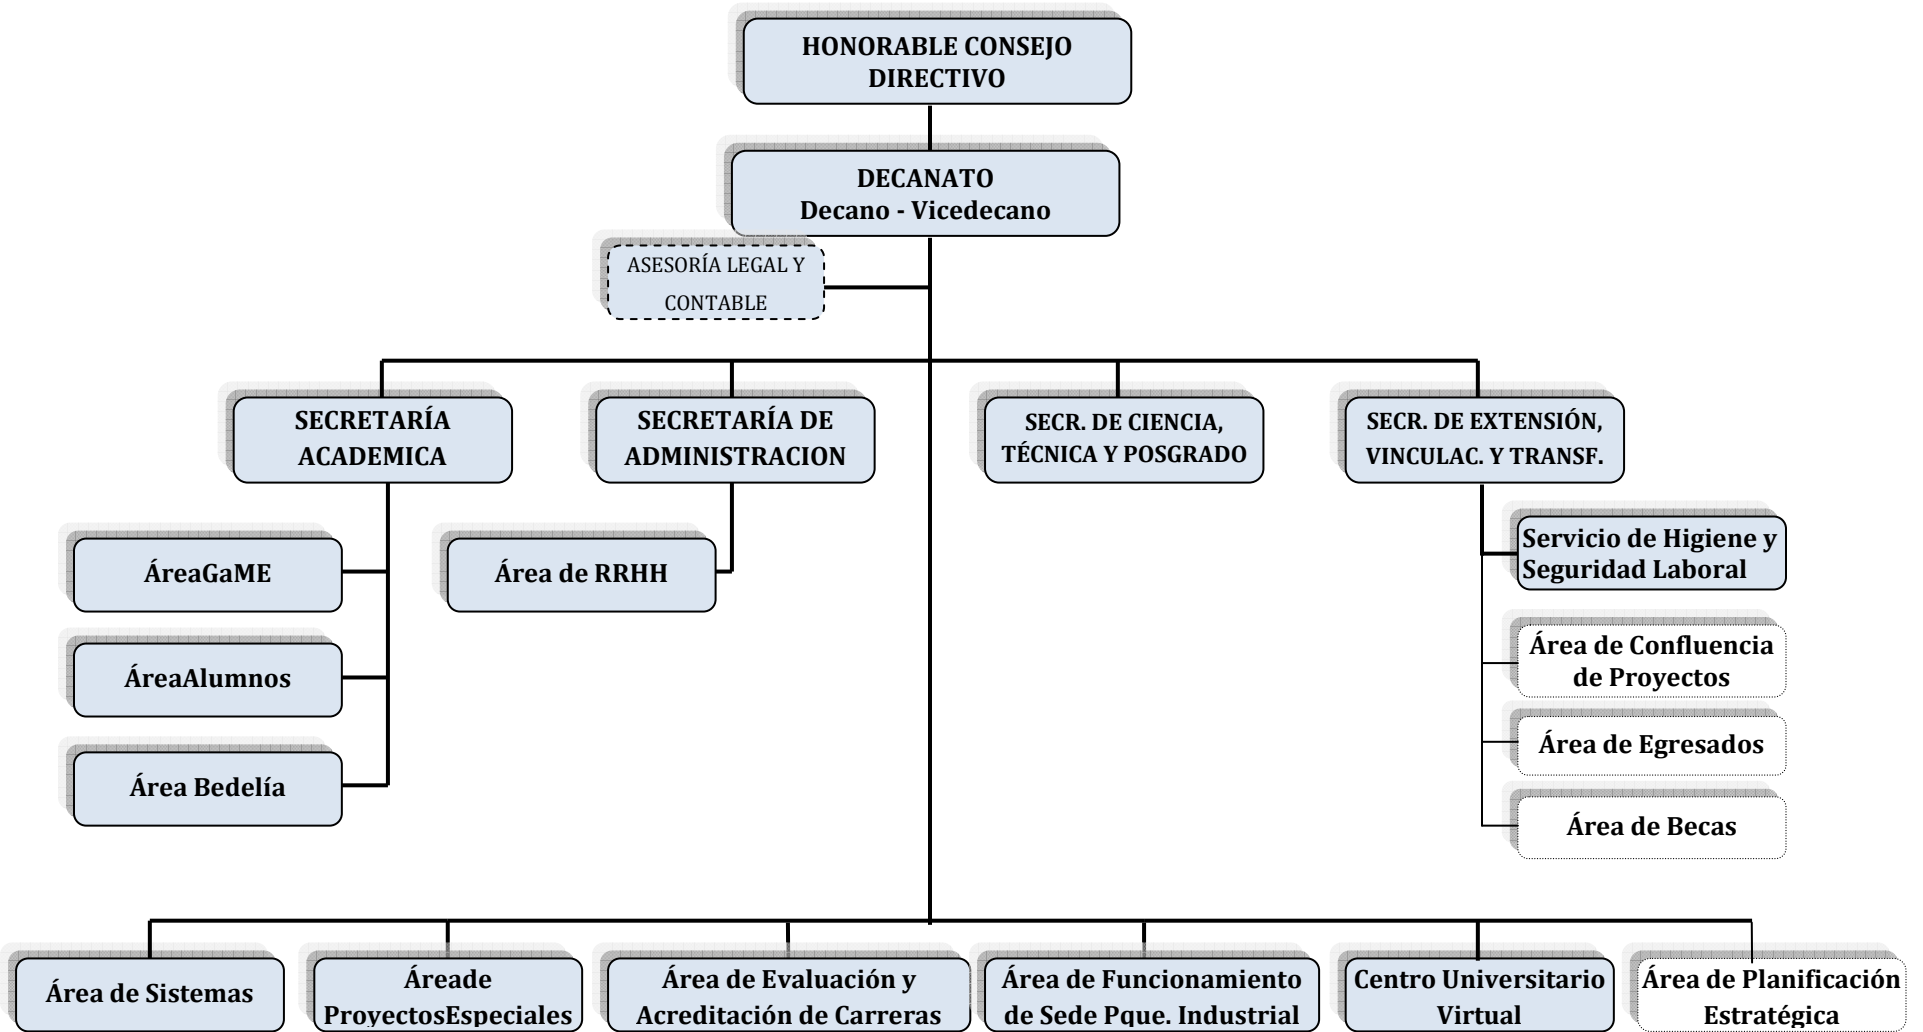 HONORABLE CONSEJO
DIRECTIVO
DECANATO
Decano - Vicedecano
ASESORÍA LEGAL Y
CONTABLE
SECRETARÍA
ACADEMICA
SECRETARÍA DE
ADMINISTRACION
SECR. DE CIENCIA,
TÉCNICA Y POSGRADO
SECR. DE EXTENSIÓN,
VINCULAC. Y TRANSF.
ÁreaGaME
ÁreaAlumnos
Área Bedelía
Área de RRHH
Servicio de Higiene y
Seguridad Laboral
Área de Confluencia
de Proyectos
Área de Egresados
Área de Becas
Área de Sistemas
Áreade
ProyectosEspeciales
Área de Evaluación y
Acreditación de Carreras
Área de Funcionamiento
de Sede Pque. Industrial
Centro Universitario
Virtual
Área de Planificación
Estratégica